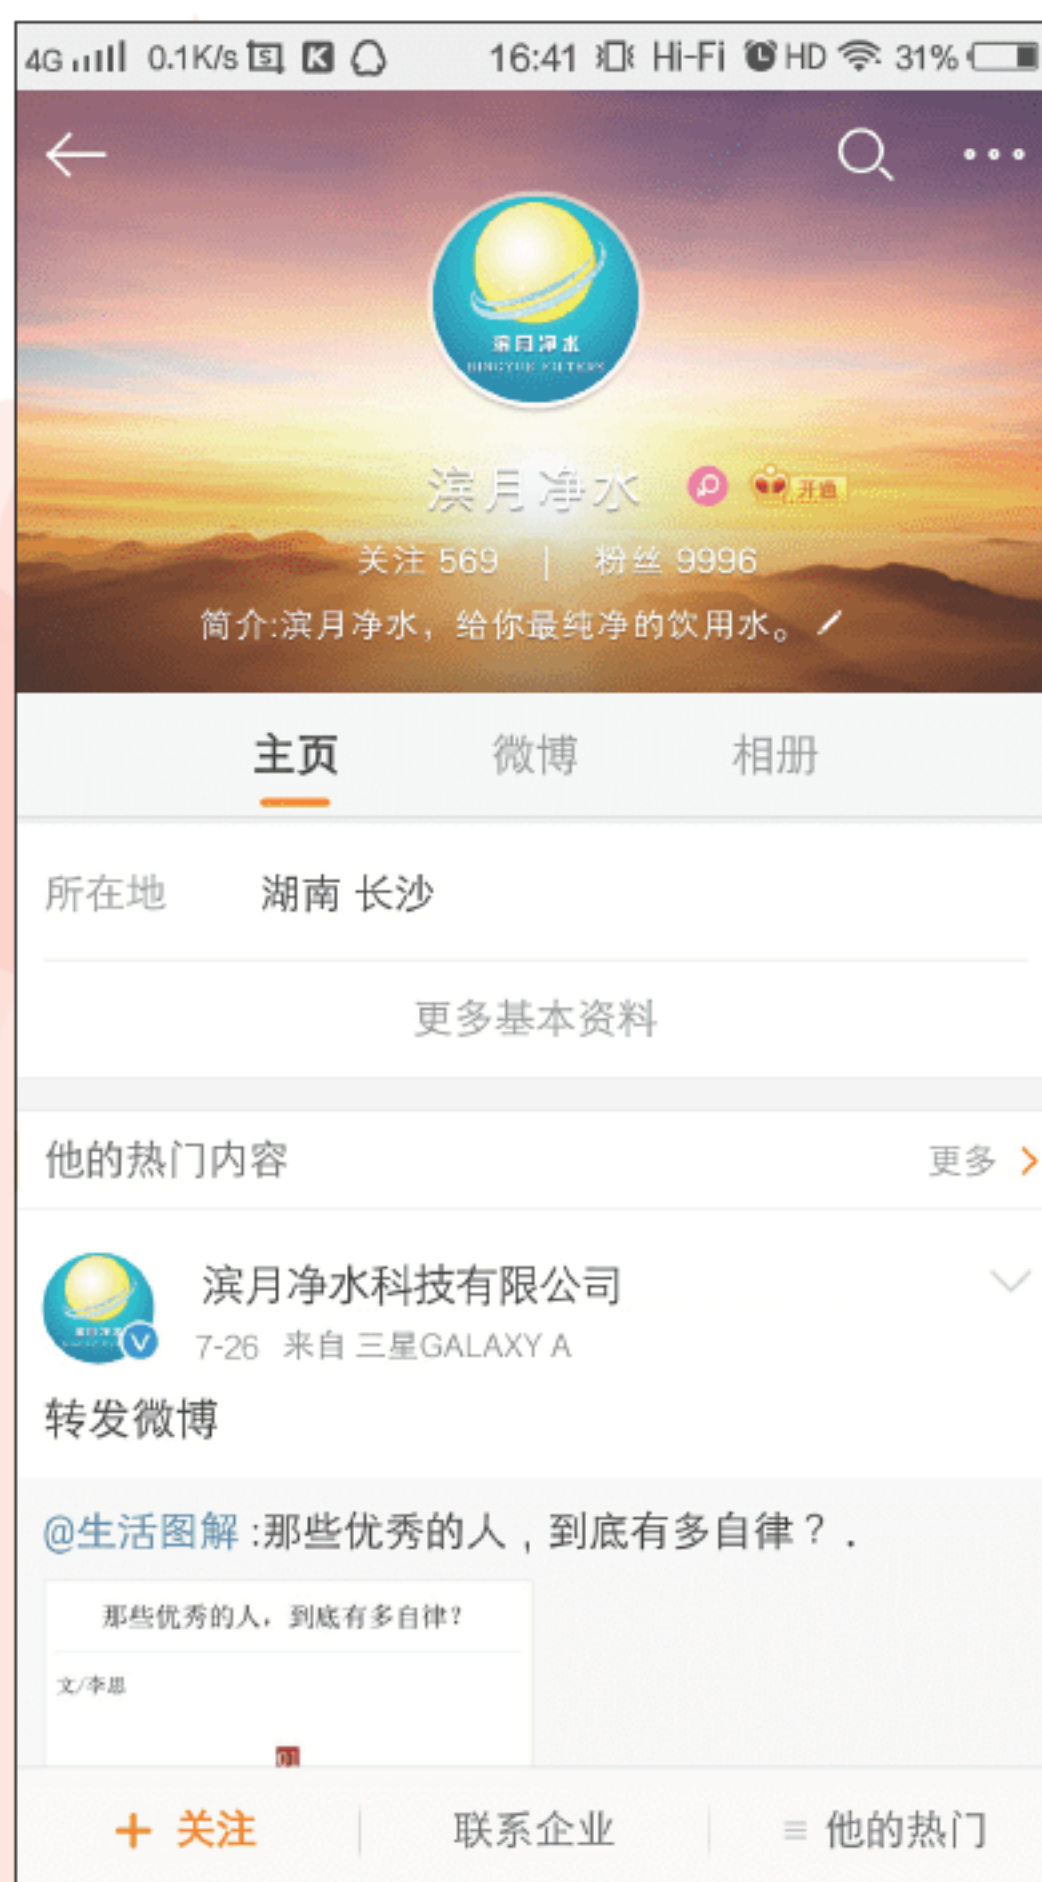 4G 0.1K/s 16:41 Hi-Fi HD 31%
滨月净水
滨月净水 开通
关注 569 | 粉丝 9996
简介:滨月净水，给你最纯净的饮用水。
主页 微博 相册
所在地 湖南 长沙
更多基本资料
他的热门内容 更多
滨月净水科技有限公司
7-26 来自 三星GALAXY A
转发微博
@生活图解 :那些优秀的人，到底有多自律？.
那些优秀的人，到底有多自律？
文/李思
01
+ 关注 联系企业 ≡ 他的热门